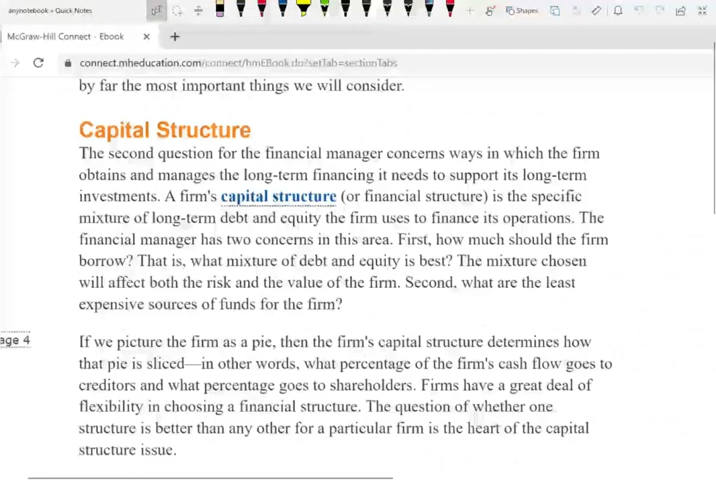 anynotebook » Quick Notes
Shapes
McGraw-Hill Connect - Ebook
connect.mheducation.com/connect/hmEBook.do?setTab=sectionTabs
by far the most important things we will consider.
Capital Structure
The second question for the financial manager concerns ways in which the firm
obtains and manages the long-term financing it needs to support its long-term
investments. A firm's capital structure (or financial structure) is the specific
mixture of long-term debt and equity the firm uses to finance its operations. The
financial manager has two concerns in this area. First, how much should the firm
borrow? That is, what mixture of debt and equity is best? The mixture chosen
will affect both the risk and the value of the firm. Second, what are the least
expensive sources of funds for the firm?
age 4
If we picture the firm as a pie, then the firm's capital structure determines how
that pie is sliced—in other words, what percentage of the firm's cash flow goes to
creditors and what percentage goes to shareholders. Firms have a great deal of
flexibility in choosing a financial structure. The question of whether one
structure is better than any other for a particular firm is the heart of the capital
structure issue.